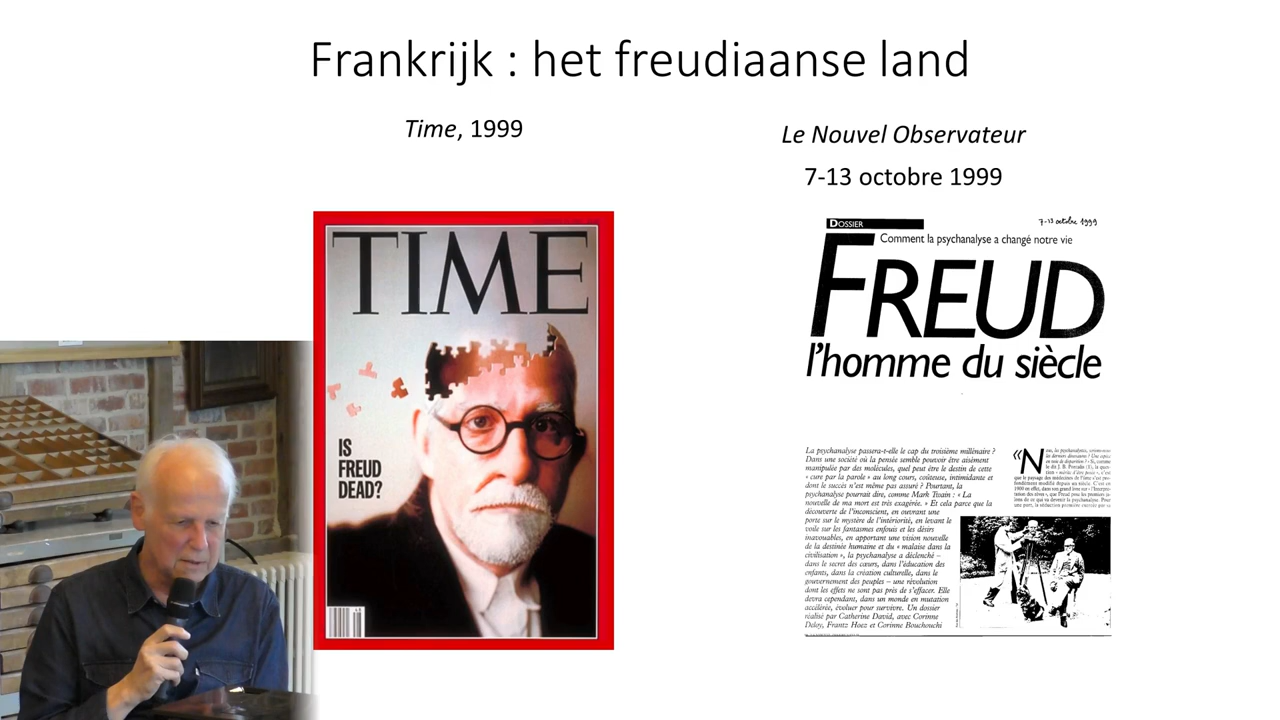 Frankrijk : het freudiaanse land
Time, 1999
Le Nouvel Observateur
7-13 octobre 1999
TIME
IS
FREUD
DEAD?
DOSSIER
7-13 octobre 1999
Comment la psychanalyse a changé notre vie
FREUD
l'homme du siècle
La psychanalyse passera-t-elle le cap du troisième millénaire ?
Dans une société où la pensée semble pouvoir être aisément
manipulée par des molécules, quel peut être le destin de cette
« cure par la parole » au long cours, coûteuse, intimidante et
dont le succès n'est même pas assuré ? Pourtant, la
psychanalyse pourrait dire, comme Mark Twain : « La
nouvelle de ma mort est très exagérée. » Et cela parce que la
découverte de l'inconscient, en ouvrant une
porte sur le mystère de l'intériorité, en levant le
voile sur les fantasmes enfouis et les désirs
inavouables, en apportant une vision nouvelle
de la destinée humaine et du « malaise dans la
civilisation », la psychanalyse a déclenché –
dans le secret des cœurs, dans l'éducation des
enfants, dans la création culturelle, dans le
gouvernement des peuples – une révolution
dont les effets ne sont pas près de s'effacer. Elle
devra cependant, dans un monde en mutation
accélérée, évoluer pour survivre. Un dossier
réalisé par Catherine David, avec Corinne
Delay, Frantz Hoez et Corinne Bouchouchi